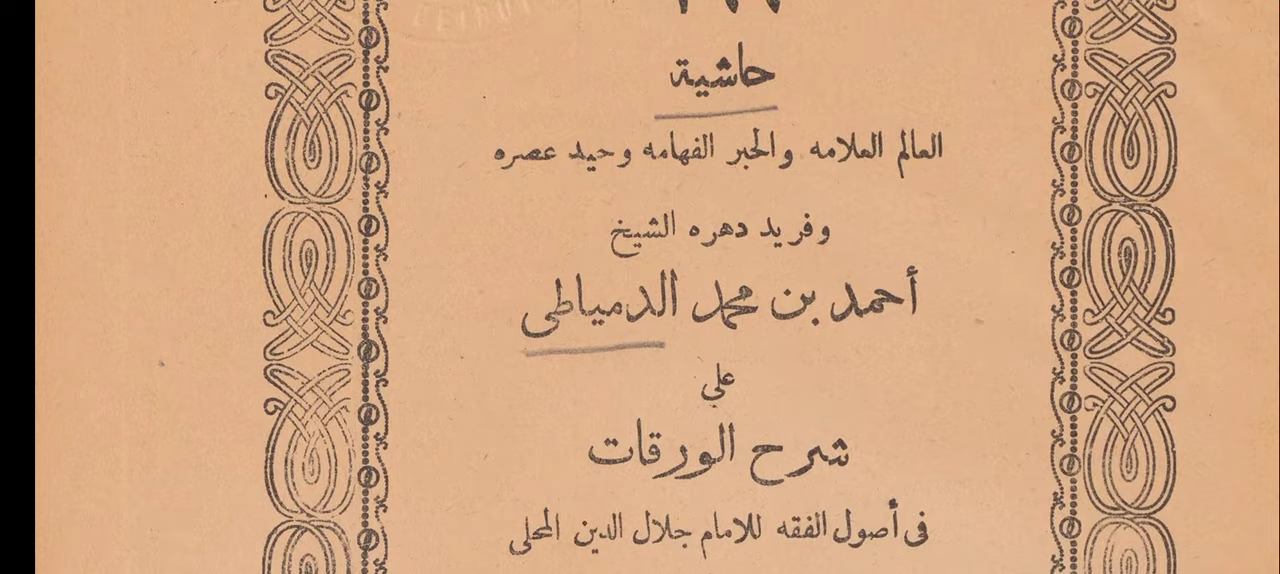 حاشية
العالم العلامه والحبر الفهامه وحيد عصره
وفريد دهره الشيخ
أحمد بن محمد الدمياطى
على
شرح الورقات
فى أصول الفقه للامام جلال الدين المحلى